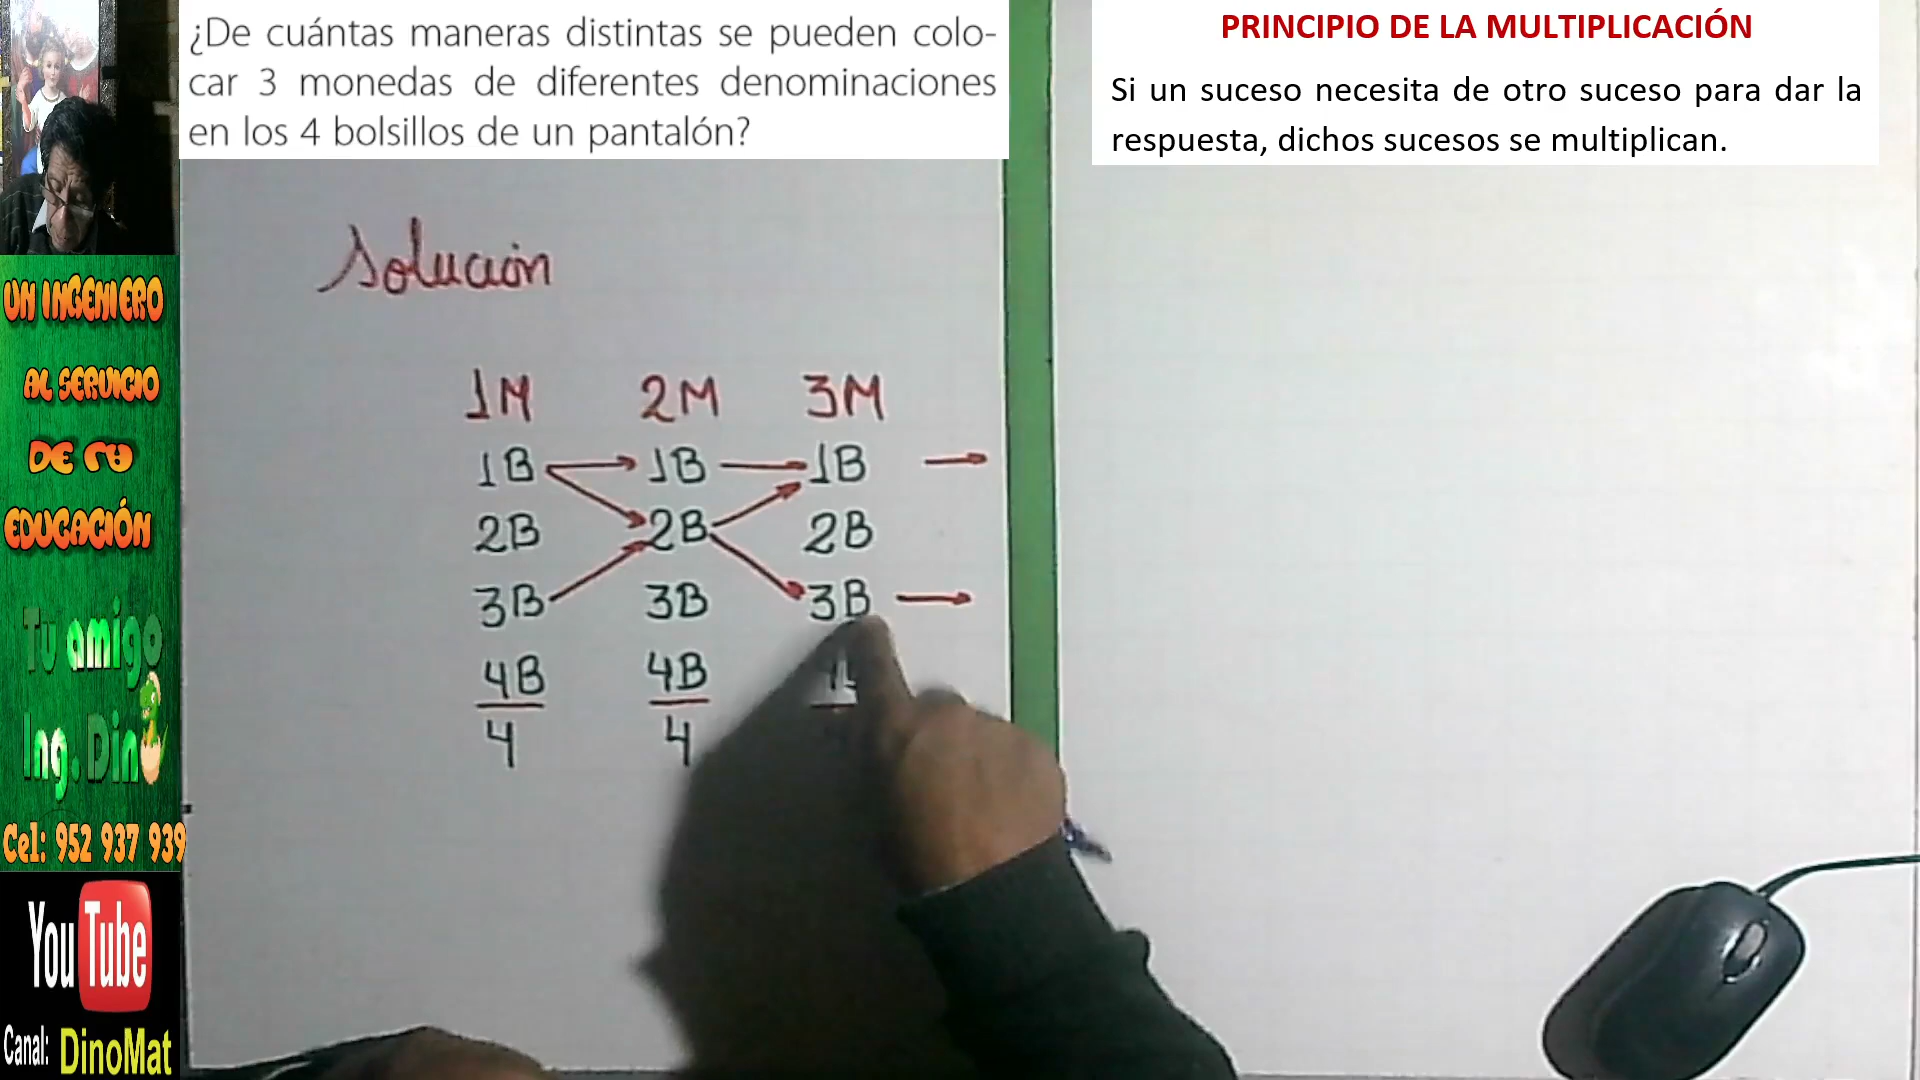 ¿De cuántas maneras distintas se pueden colo-
car 3 monedas de diferentes denominaciones
en los 4 bolsillos de un pantalón?
PRINCIPIO DE LA MULTIPLICACIÓN
Si un suceso necesita de otro suceso para dar la
respuesta, dichos sucesos se multiplican.
Solución
1M 2M 3M
1B 1B 1B
2B 2B 2B
3B 3B 3B
4B 4B 4
4 4
UN INGENIERO
AL SERVICIO
DE TU
EDUCACIÓN
Tu amigo
Ing. Dino
Cel: 952 937 939
YouTube
Canal: DinoMat